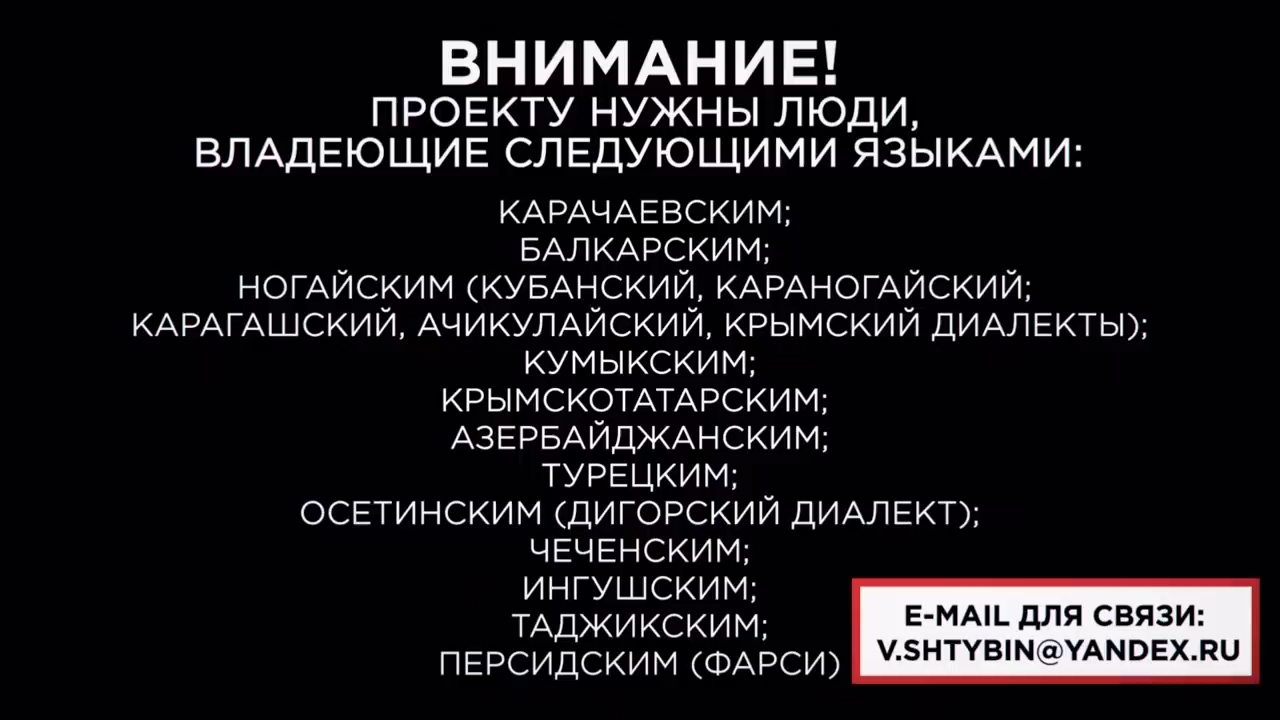 ВНИМАНИЕ!
ПРОЕКТУ НУЖНЫ ЛЮДИ,
ВЛАДЕЮЩИЕ СЛЕДУЮЩИМИ ЯЗЫКАМИ:
КАРАЧАЕВСКИМ;
БАЛКАРСКИМ;
НОГАЙСКИМ (КУБАНСКИЙ, КАРАНОГАЙСКИЙ;
КАРАГАШСКИЙ, АЧИКУЛАЙСКИЙ, КРЫМСКИЙ ДИАЛЕКТЫ);
КУМЫКСКИМ;
КРЫМСКОТАТАРСКИМ;
АЗЕРБАЙДЖАНСКИМ;
ТУРЕЦКИМ;
ОСЕТИНСКИМ (ДИГОРСКИЙ ДИАЛЕКТ);
ЧЕЧЕНСКИМ;
ИНГУШСКИМ;
ТАДЖИКСКИМ;
ПЕРСИДСКИМ (ФАРСИ)
E-MAIL ДЛЯ СВЯЗИ:
V.SHTYBIN@YANDEX.RU